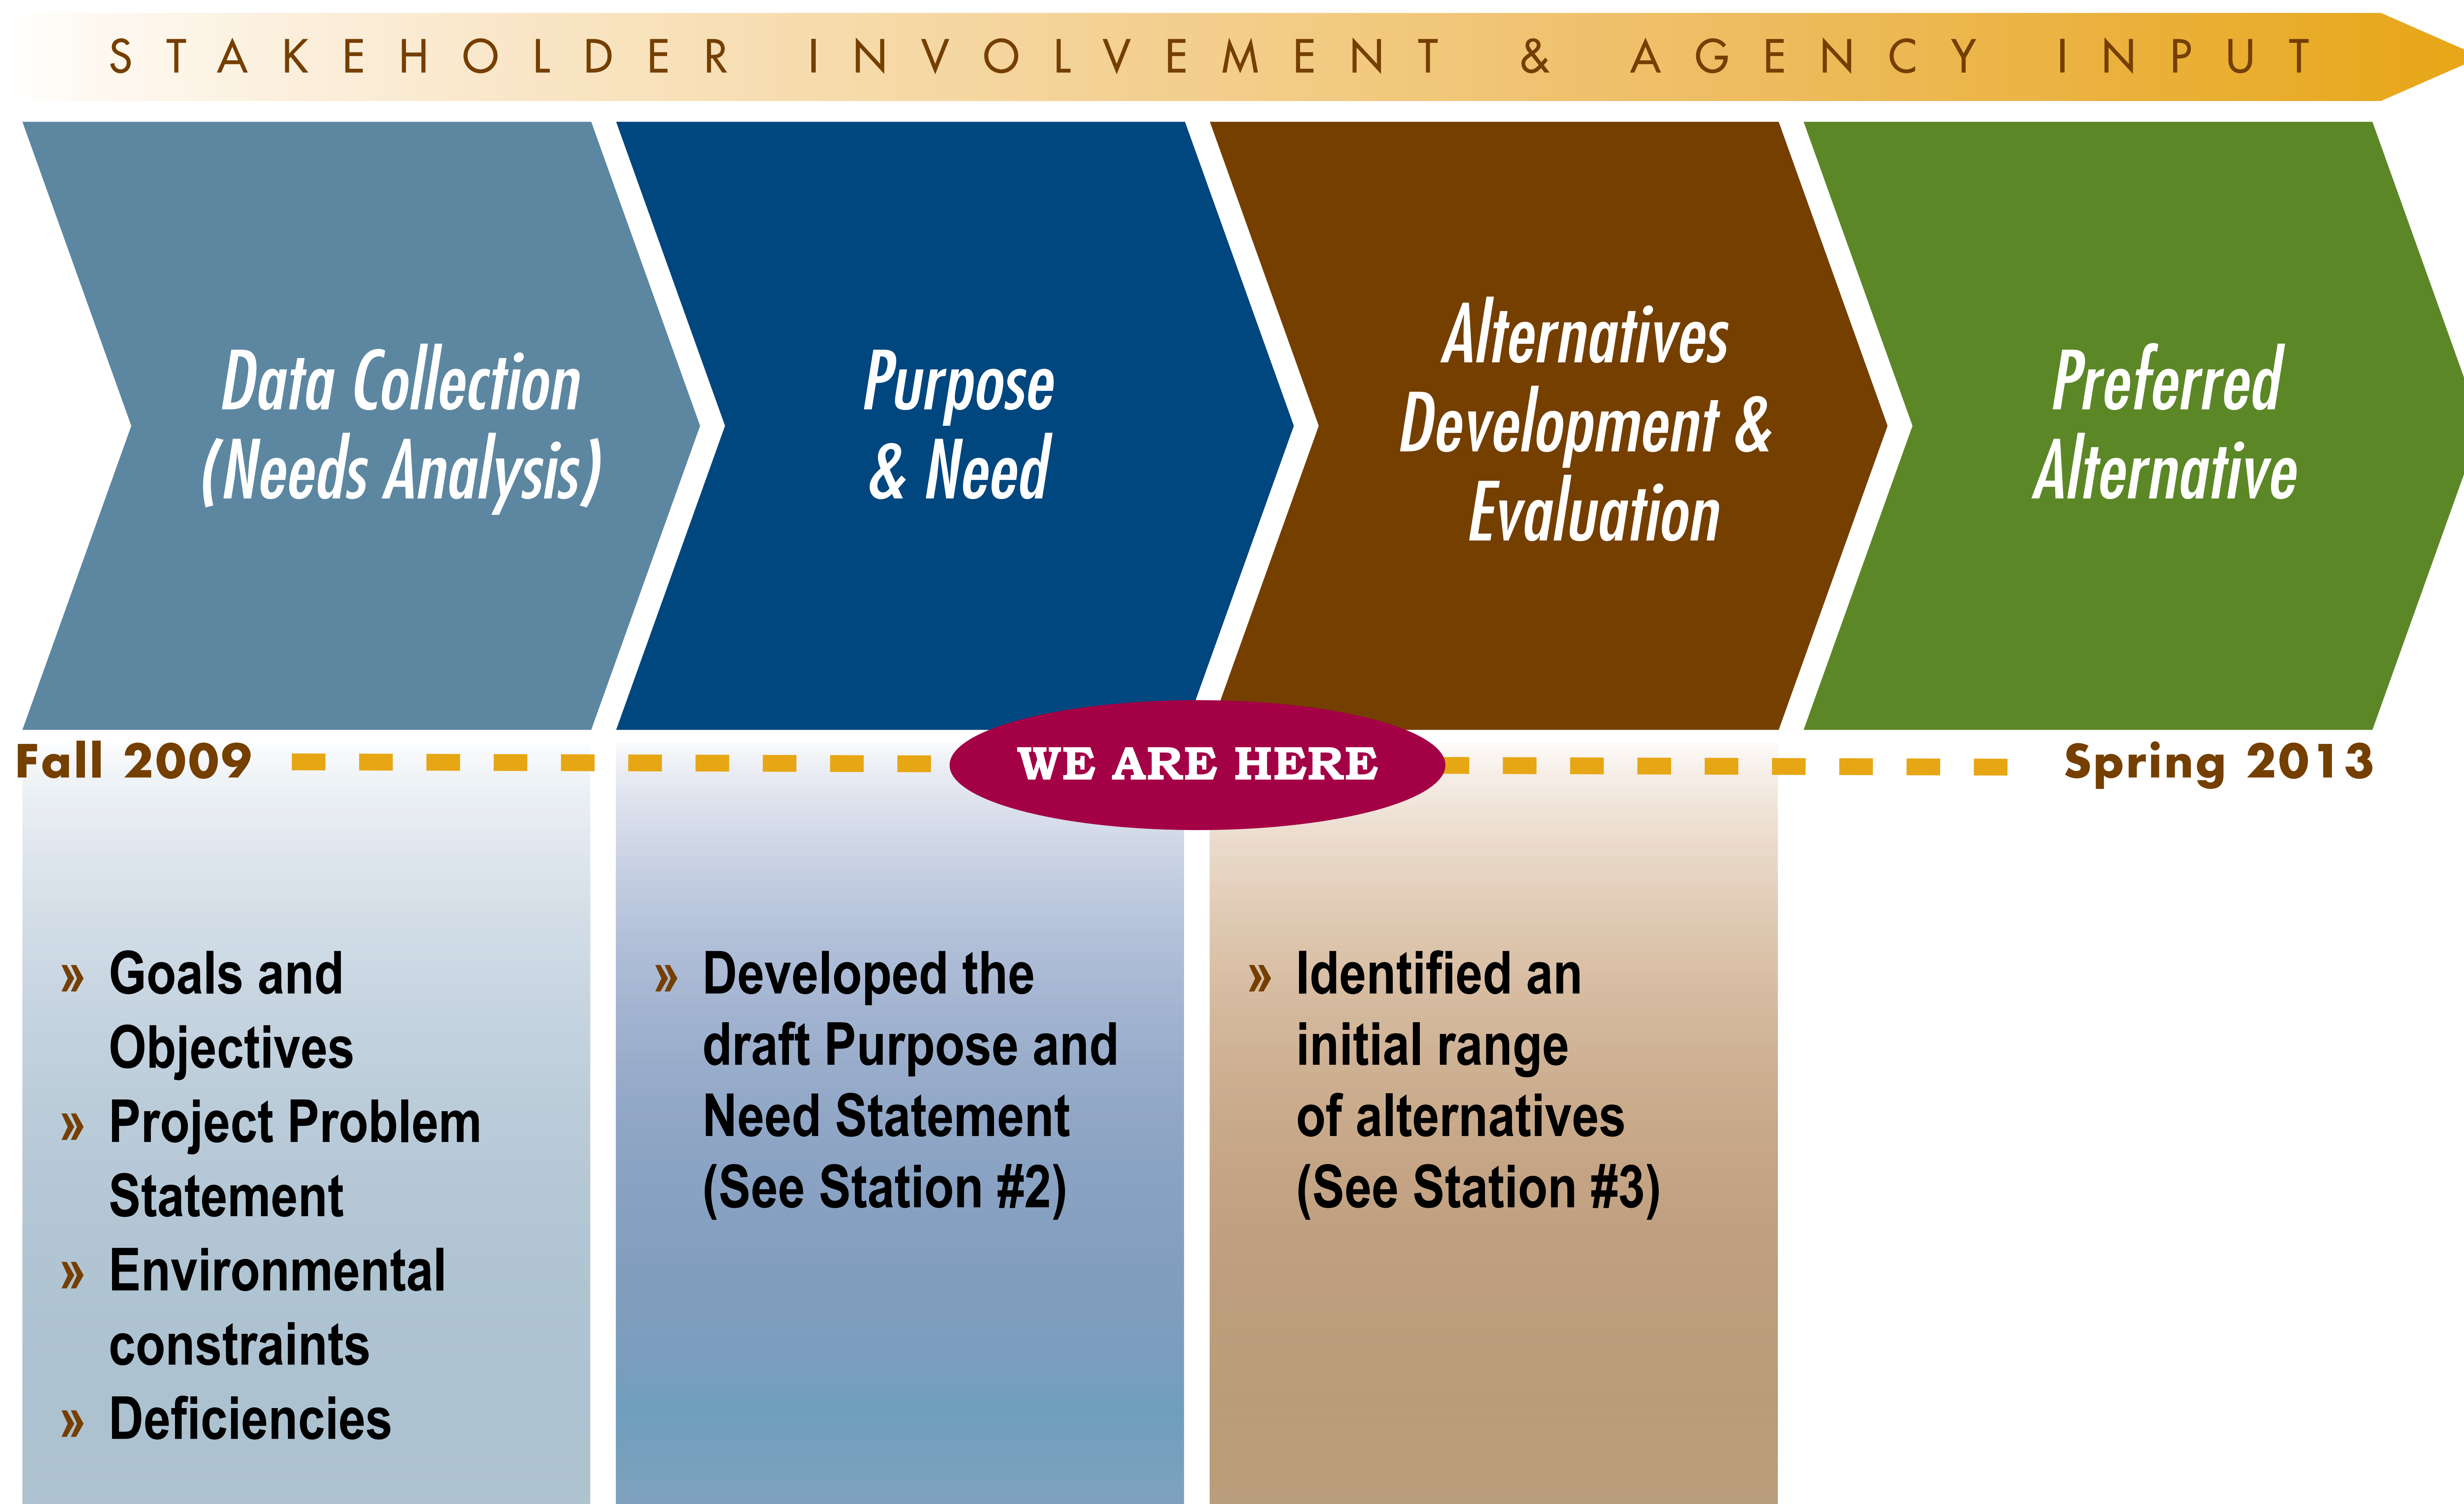 STAKEHOLDER INVOLVEMENT & AGENCY INPUT
Data Collection
(Needs Analysis)
Purpose
& Need
Alternatives
Development &
Evaluation
Preferred
Alternative
Fall 2009
WE ARE HERE
Spring 2013
» Goals and
Objectives
» Project Problem
Statement
» Environmental
constraints
» Deficiencies
» Developed the
draft Purpose and
Need Statement
(See Station #2)
» Identified an
initial range
of alternatives
(See Station #3)